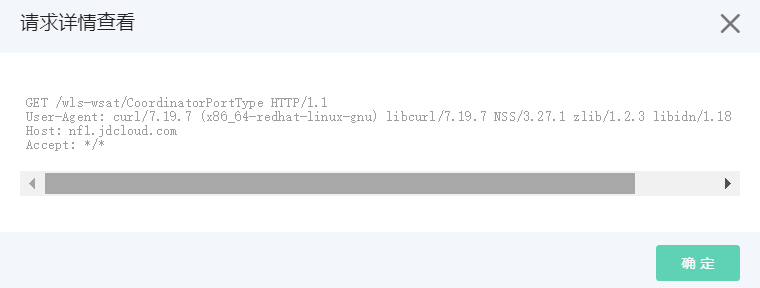 请求详情查看
GET /wls-wsat/CoordinatorPortType HTTP/1.1
User-Agent: curl/7.19.7 (x86_64-redhat-linux-gnu) libcurl/7.19.7 NSS/3.27.1 zlib/1.2.3 libidn/1.18
Host: nf1.jdcloud.com
Accept: */*
确 定